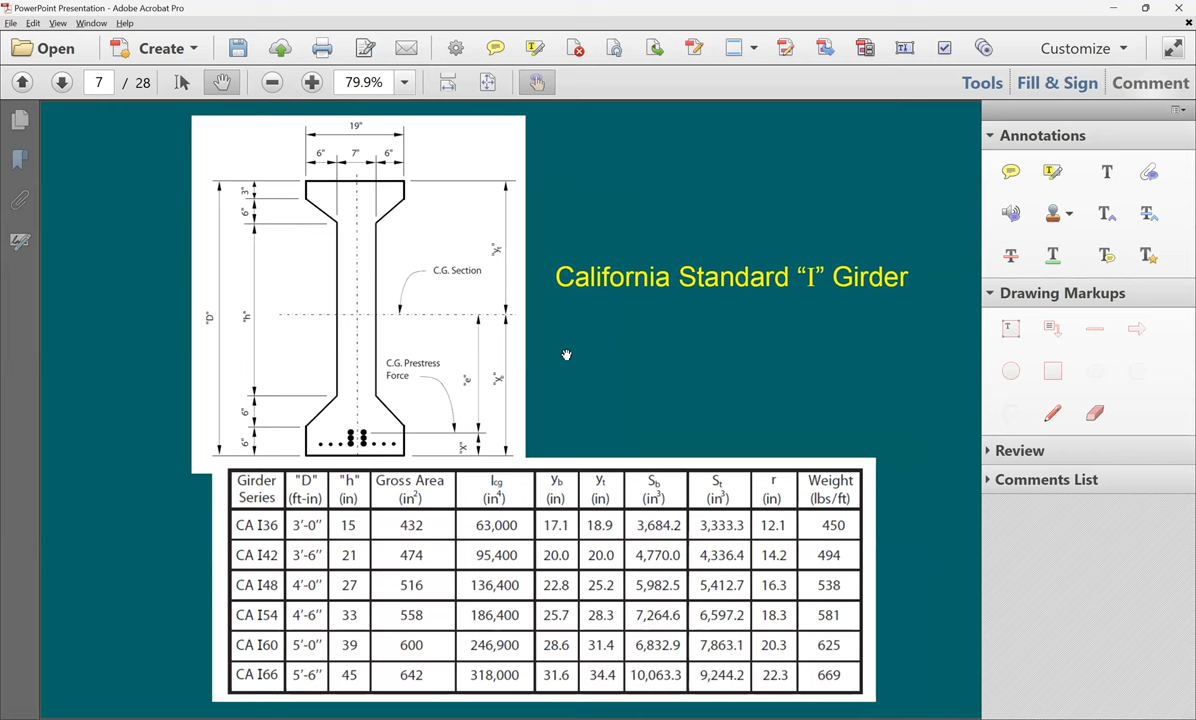 PowerPoint Presentation - Adobe Acrobat Pro
File Edit View Window Help
Open Create Customize
7 / 28 79.9% Tools Fill & Sign Comment
Annotations
Drawing Markups
Review
Comments List
19"
6" 7" 6"
3"
6"
"yt"
C.G. Section
"D"
"h"
C.G. Prestress
Force
"e"
"yb"
6"
6"
"X"
California Standard “I” Girder
Girder Series "D" (ft-in) "h" (in) Gross Area (in²) Icg (in⁴) yb (in) yt (in) Sb (in³) St (in³) r (in) Weight (lbs/ft)
CA I36 3'-0'' 15 432 63,000 17.1 18.9 3,684.2 3,333.3 12.1 450
CA I42 3'-6'' 21 474 95,400 20.0 20.0 4,770.0 4,336.4 14.2 494
CA I48 4'-0'' 27 516 136,400 22.8 25.2 5,982.5 5,412.7 16.3 538
CA I54 4'-6'' 33 558 186,400 25.7 28.3 7,264.6 6,597.2 18.3 581
CA I60 5'-0'' 39 600 246,900 28.6 31.4 6,832.9 7,863.1 20.3 625
CA I66 5'-6'' 45 642 318,000 31.6 34.4 10,063.3 9,244.2 22.3 669